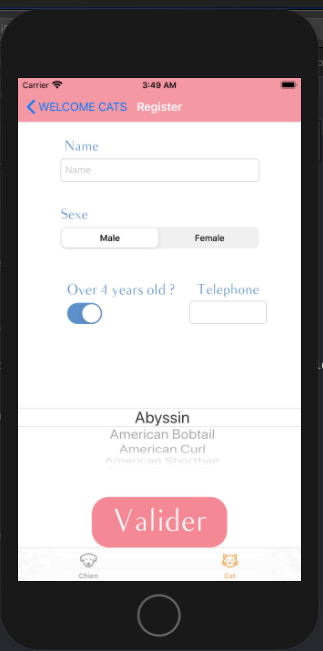 Carrier 3:49 AM
WELCOME CATS Register
Name
Name
Sexe
Male Female
Over 4 years old ? Telephone
Abyssin
American Bobtail
American Curl
American Shorthair
Valider
Chien Cat